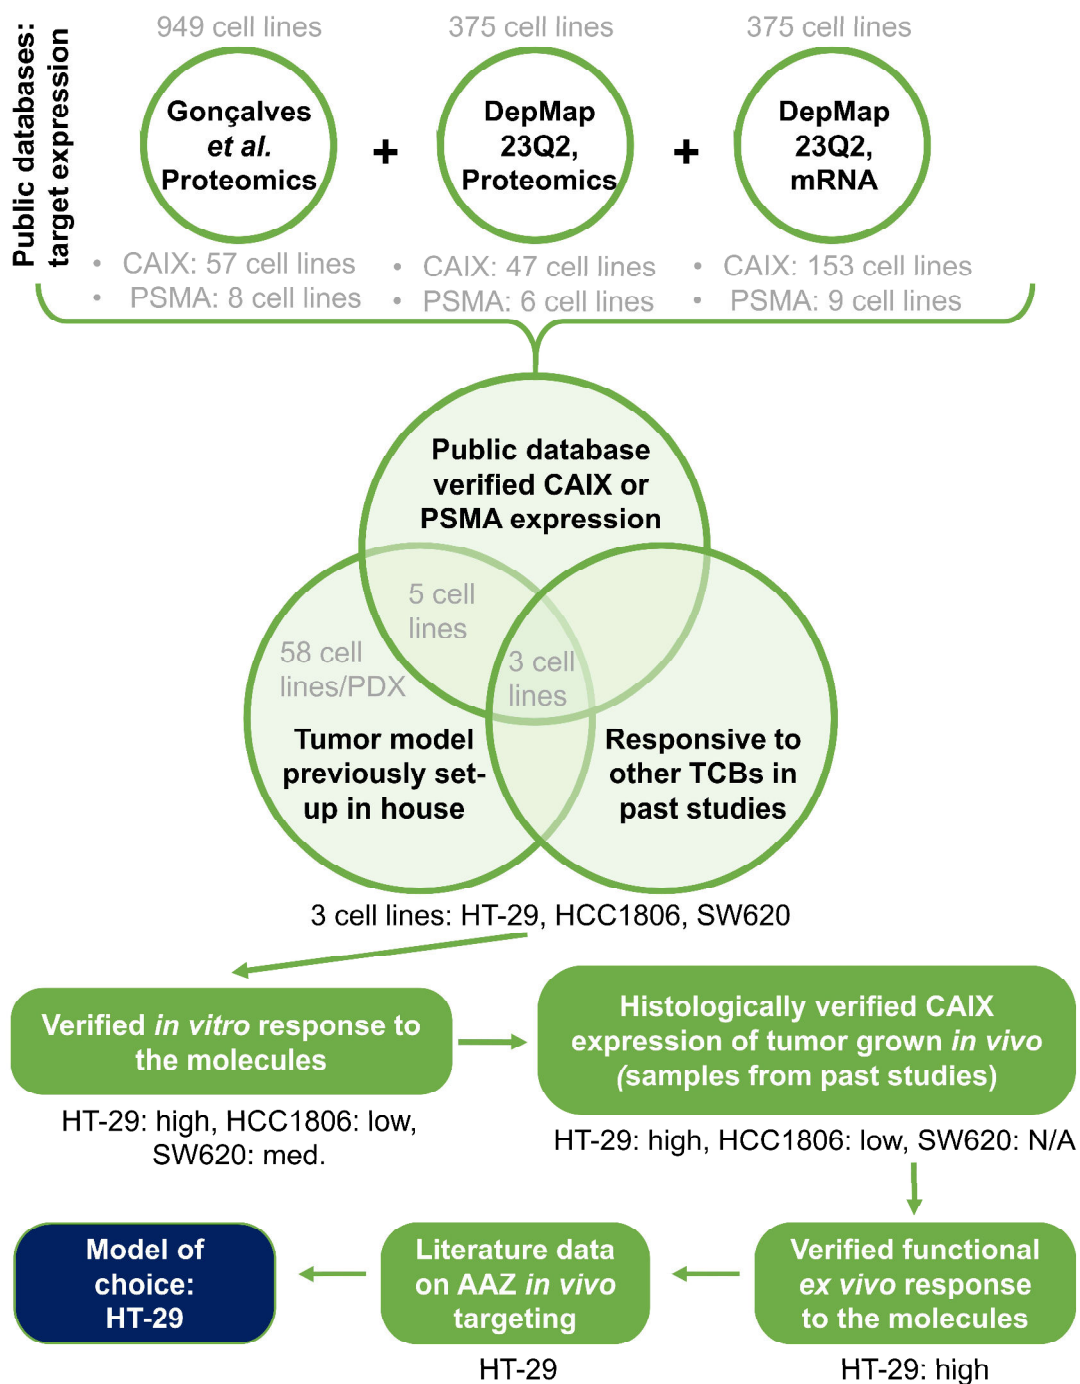 Public databases:
target expression
949 cell lines
375 cell lines
375 cell lines
Gonçalves
et al.
Proteomics
+
DepMap
23Q2,
Proteomics
+
DepMap
23Q2,
mRNA
• CAIX: 57 cell lines
• PSMA: 8 cell lines
• CAIX: 47 cell lines
• PSMA: 6 cell lines
• CAIX: 153 cell lines
• PSMA: 9 cell lines
Public database
verified CAIX or
PSMA expression
5 cell
lines
58 cell
lines/PDX
3 cell
lines
Tumor model
previously set-
up in house
Responsive to
other TCBs in
past studies
3 cell lines: HT-29, HCC1806, SW620
Verified in vitro response to
the molecules
HT-29: high, HCC1806: low,
SW620: med.
Histologically verified CAIX
expression of tumor grown in vivo
(samples from past studies)
HT-29: high, HCC1806: low, SW620: N/A
Verified functional
ex vivo response
to the molecules
HT-29: high
Literature data
on AAZ in vivo
targeting
HT-29
Model of
choice:
HT-29